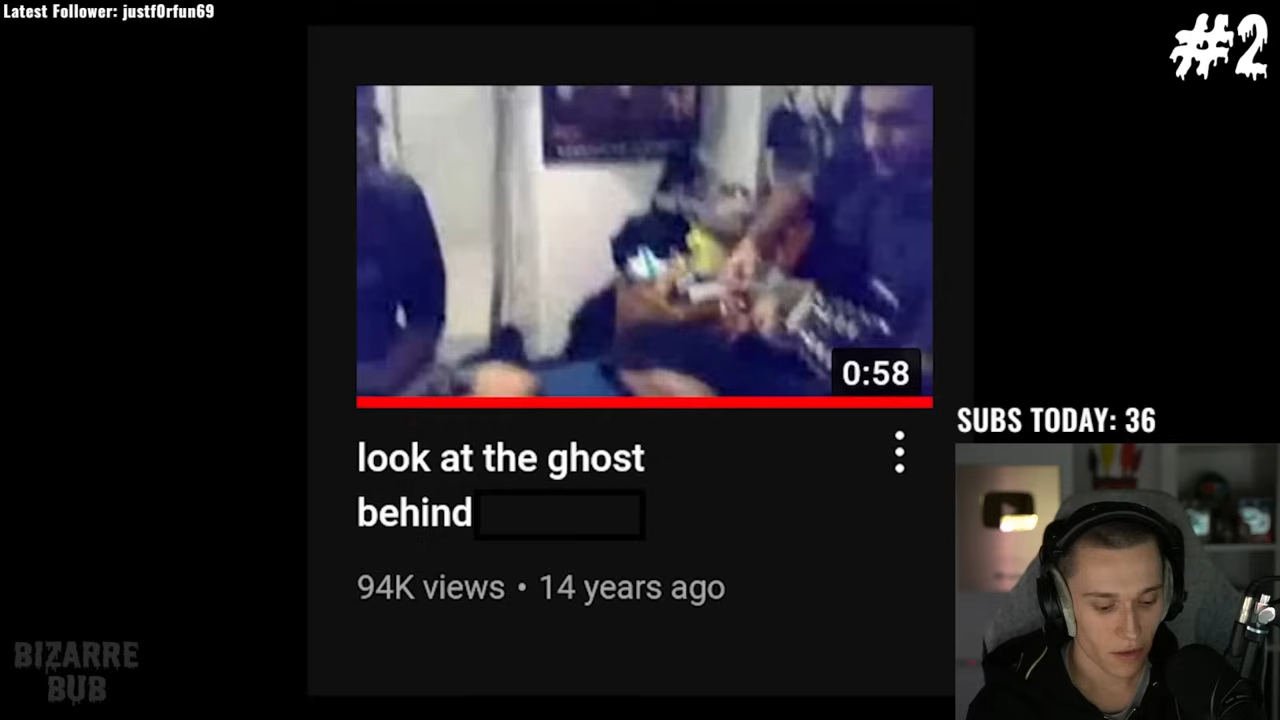 Latest Follower: justf0rfun69
#2
0:58
look at the ghost
behind
94K views • 14 years ago
SUBS TODAY: 36
BIZARRE
BUB